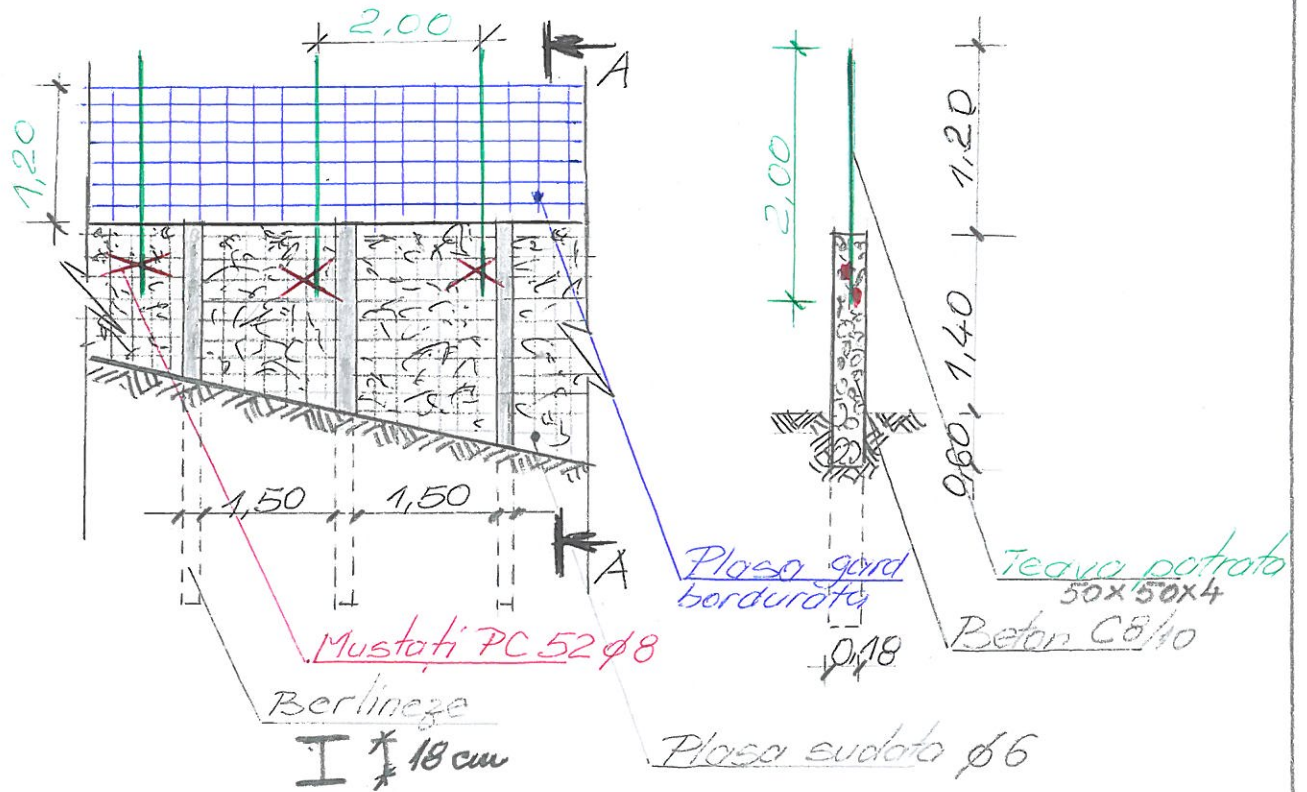 2,00
A
1,20
1,50
1,50
A
2,00
1,20
1,40
0,60
Plasa gard
bordurata
Teava patrata
50x50x4
Mustati PC 52 ø8
Beton C8/10
0,18
Berlineze
18 cm
Plasa sudata ø6